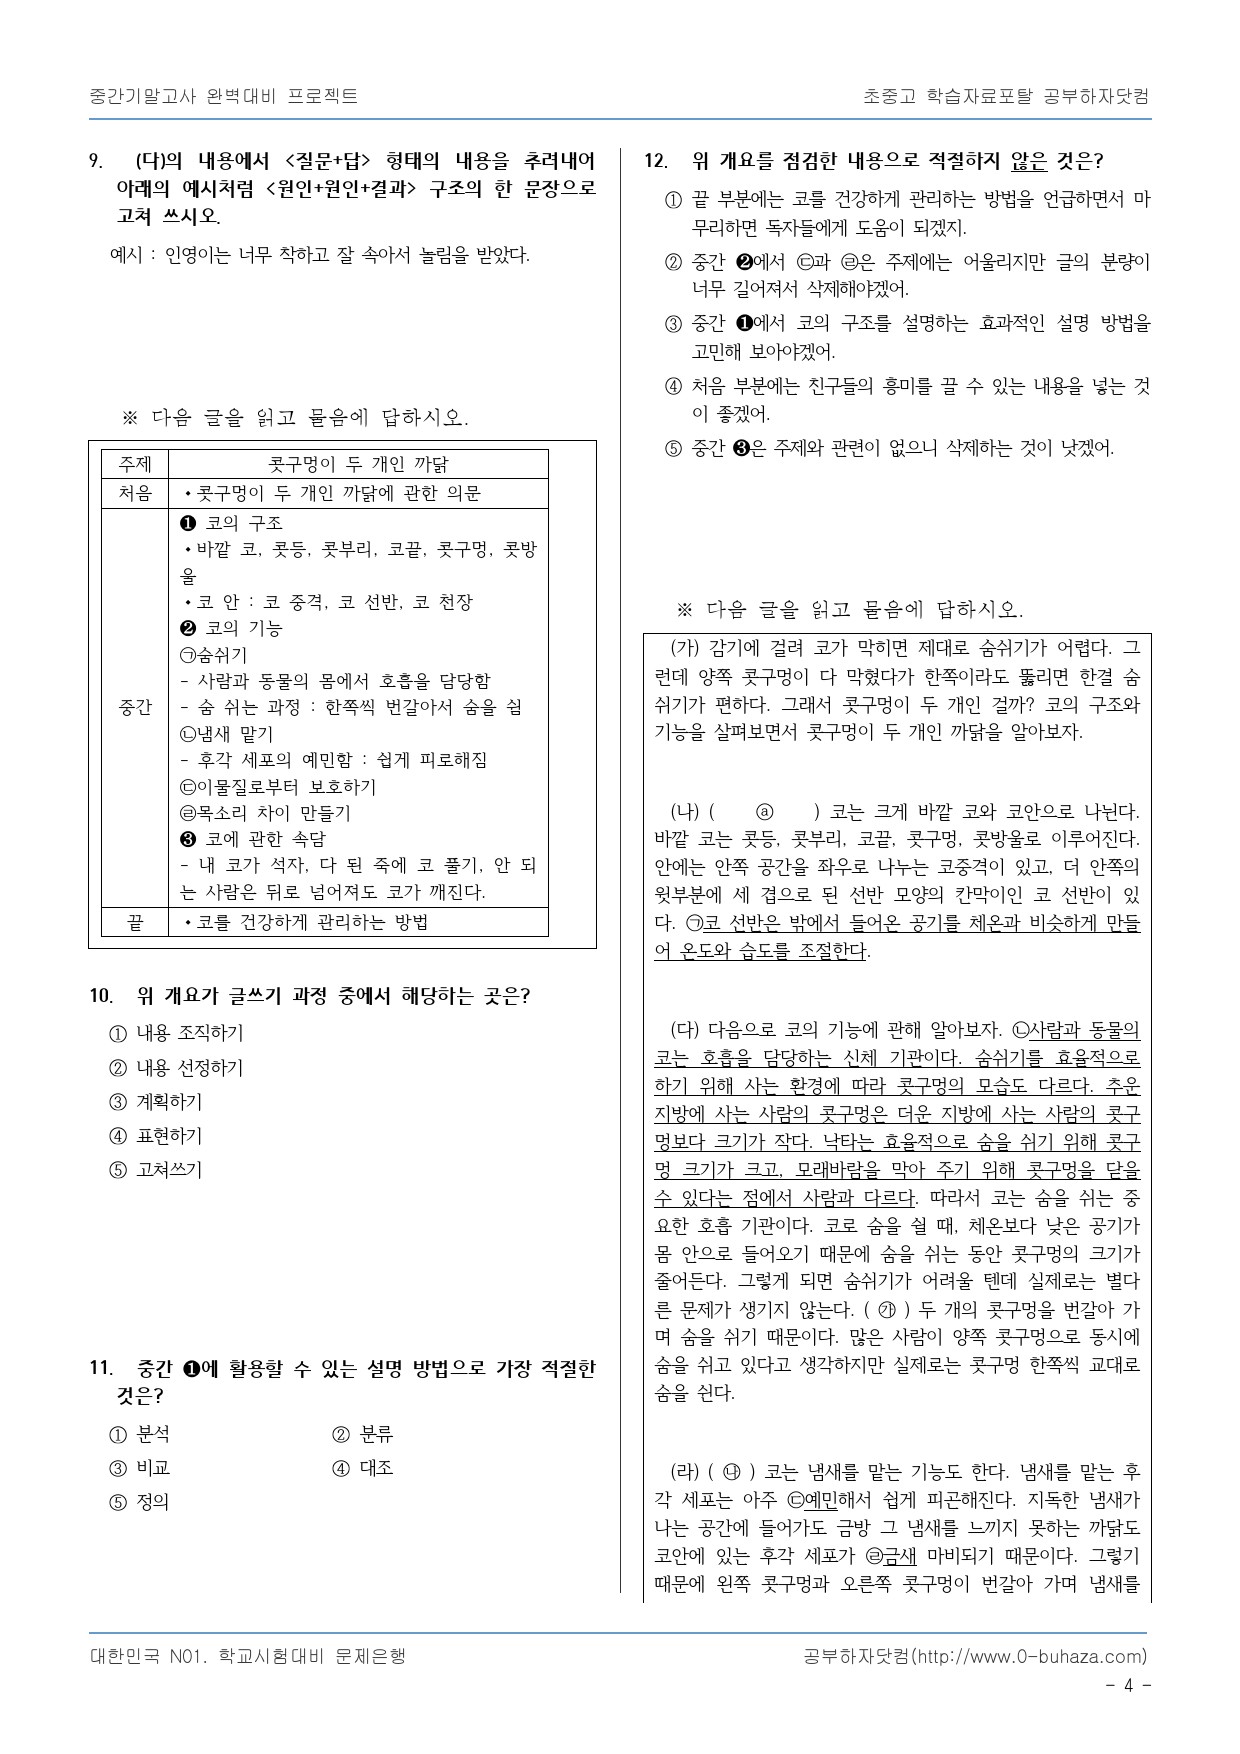 중간기말고사 완벽대비 프로젝트
초중고 학습자료포탈 공부하자닷컴
9. (다)의 내용에서 <질문+답> 형태의 내용을 추려내어
아래의 예시처럼 <원인+원인+결과> 구조의 한 문장으로
고쳐 쓰시오.
예시 : 인영이는 너무 착하고 잘 속아서 놀림을 받았다.
※ 다음 글을 읽고 물음에 답하시오.
주제 콧구멍이 두 개인 까닭
처음 •콧구멍이 두 개인 까닭에 관한 의문
❶ 코의 구조
•바깥 코, 콧등, 콧부리, 코끝, 콧구멍, 콧방
울
•코 안 : 코 중격, 코 선반, 코 천장
❷ 코의 기능
㉠숨쉬기
- 사람과 동물의 몸에서 호흡을 담당함
중간 - 숨 쉬는 과정 : 한쪽씩 번갈아서 숨을 쉼
㉡냄새 맡기
- 후각 세포의 예민함 : 쉽게 피로해짐
㉢이물질로부터 보호하기
㉣목소리 차이 만들기
❸ 코에 관한 속담
- 내 코가 석자, 다 된 죽에 코 풀기, 안 되
는 사람은 뒤로 넘어져도 코가 깨진다.
끝 •코를 건강하게 관리하는 방법
10. 위 개요가 글쓰기 과정 중에서 해당하는 곳은?
① 내용 조직하기
② 내용 선정하기
③ 계획하기
④ 표현하기
⑤ 고쳐쓰기
11. 중간 ❶에 활용할 수 있는 설명 방법으로 가장 적절한
것은?
① 분석 ② 분류
③ 비교 ④ 대조
⑤ 정의
12. 위 개요를 점검한 내용으로 적절하지 않은 것은?
① 끝 부분에는 코를 건강하게 관리하는 방법을 언급하면서 마
무리하면 독자들에게 도움이 되겠지.
② 중간 ❷에서 ㉢과 ㉣은 주제에는 어울리지만 글의 분량이
너무 길어져서 삭제해야겠어.
③ 중간 ❶에서 코의 구조를 설명하는 효과적인 설명 방법을
고민해 보아야겠어.
④ 처음 부분에는 친구들의 흥미를 끌 수 있는 내용을 넣는 것
이 좋겠어.
⑤ 중간 ❸은 주제와 관련이 없으니 삭제하는 것이 낫겠어.
※ 다음 글을 읽고 물음에 답하시오.
(가) 감기에 걸려 코가 막히면 제대로 숨쉬기가 어렵다. 그
런데 양쪽 콧구멍이 다 막혔다가 한쪽이라도 뚫리면 한결 숨
쉬기가 편하다. 그래서 콧구멍이 두 개인 걸까? 코의 구조와
기능을 살펴보면서 콧구멍이 두 개인 까닭을 알아보자.
(나) ( ⓐ ) 코는 크게 바깥 코와 코안으로 나뉜다.
바깥 코는 콧등, 콧부리, 코끝, 콧구멍, 콧방울로 이루어진다.
안에는 안쪽 공간을 좌우로 나누는 코중격이 있고, 더 안쪽의
윗부분에 세 겹으로 된 선반 모양의 칸막이인 코 선반이 있
다. ㉠코 선반은 밖에서 들어온 공기를 체온과 비슷하게 만들
어 온도와 습도를 조절한다.
(다) 다음으로 코의 기능에 관해 알아보자. ㉡사람과 동물의
코는 호흡을 담당하는 신체 기관이다. 숨쉬기를 효율적으로
하기 위해 사는 환경에 따라 콧구멍의 모습도 다르다. 추운
지방에 사는 사람의 콧구멍은 더운 지방에 사는 사람의 콧구
멍보다 크기가 작다. 낙타는 효율적으로 숨을 쉬기 위해 콧구
멍 크기가 크고, 모래바람을 막아 주기 위해 콧구멍을 닫을
수 있다는 점에서 사람과 다르다. 따라서 코는 숨을 쉬는 중
요한 호흡 기관이다. 코로 숨을 쉴 때, 체온보다 낮은 공기가
몸 안으로 들어오기 때문에 숨을 쉬는 동안 콧구멍의 크기가
줄어든다. 그렇게 되면 숨쉬기가 어려울 텐데 실제로는 별다
른 문제가 생기지 않는다. ( ㉮ ) 두 개의 콧구멍을 번갈아 가
며 숨을 쉬기 때문이다. 많은 사람이 양쪽 콧구멍으로 동시에
숨을 쉬고 있다고 생각하지만 실제로는 콧구멍 한쪽씩 교대로
숨을 쉰다.
(라) ( ㉯ ) 코는 냄새를 맡는 기능도 한다. 냄새를 맡는 후
각 세포는 아주 ㉢예민해서 쉽게 피곤해진다. 지독한 냄새가
나는 공간에 들어가도 금방 그 냄새를 느끼지 못하는 까닭도
코안에 있는 후각 세포가 ㉣금새 마비되기 때문이다. 그렇기
때문에 왼쪽 콧구멍과 오른쪽 콧구멍이 번갈아 가며 냄새를
대한민국 NO1. 학교시험대비 문제은행
공부하자닷컴(http://www.0-buhaza.com)
- 4 -